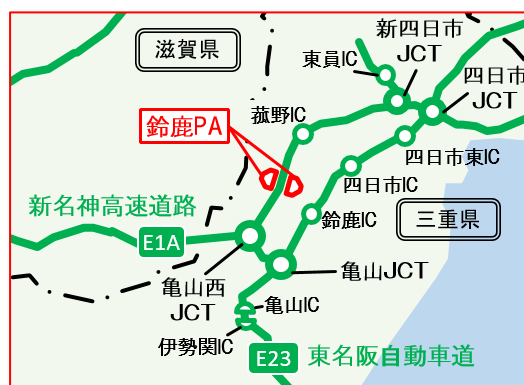 滋賀県
新四日市
JCT
東員IC
四日市
JCT
鈴鹿PA
菰野IC
四日市東IC
四日市IC
新名神高速道路
鈴鹿IC
三重県
E1A
亀山西
JCT
亀山JCT
亀山IC
伊勢関IC
E23
東名阪自動車道